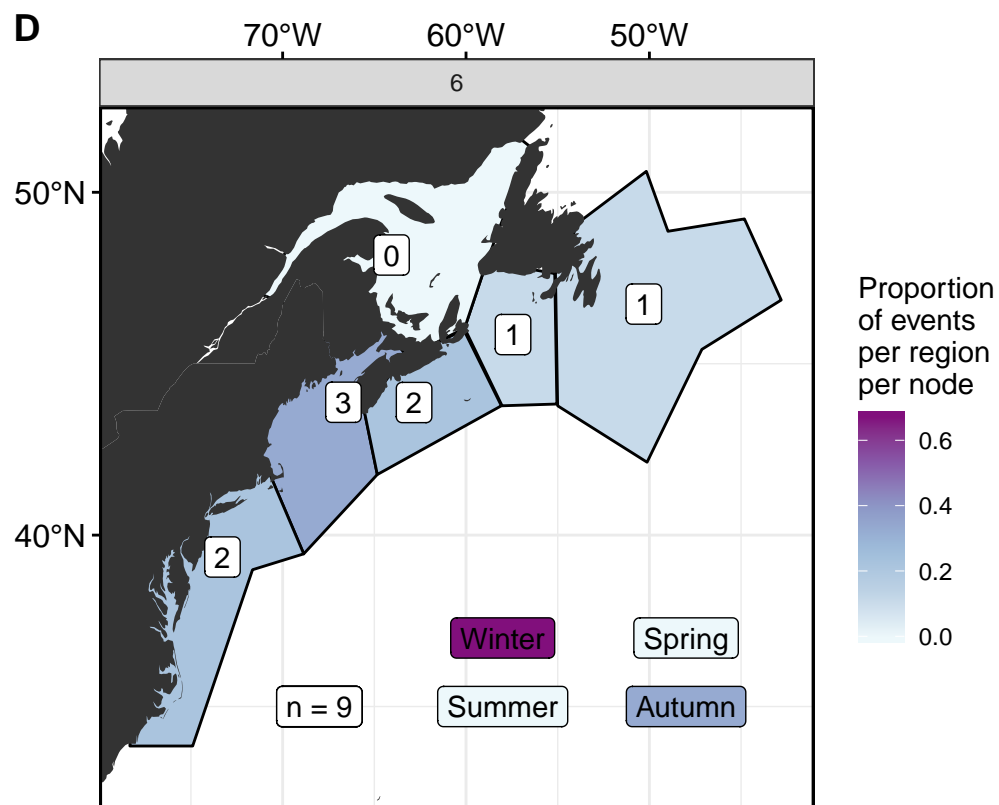 D
70°W 60°W 50°W
6
50°N
40°N
0
1
1
3
2
2
Winter
Spring
n = 9
Summer
Autumn
Proportion
of events
per region
per node
0.6
0.4
0.2
0.0